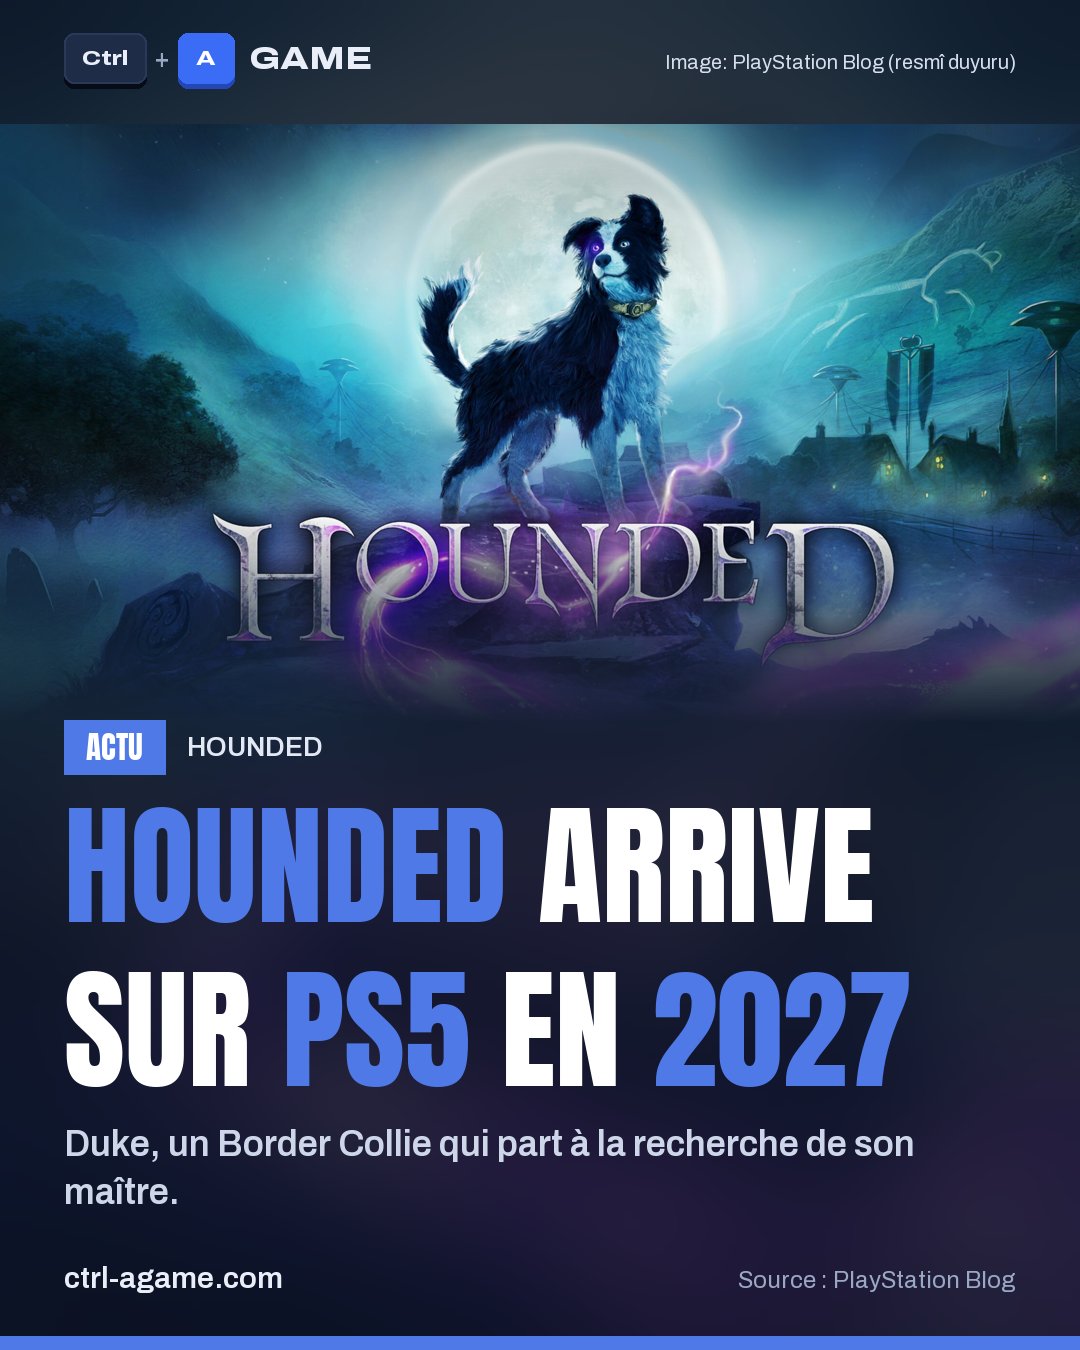 Ctrl + A GAME
Image: PlayStation Blog (resmî duyuru)
HOUNDED
ACTU HOUNDED
HOUNDED ARRIVE
SUR PS5 EN 2027
Duke, un Border Collie qui part à la recherche de son
maître.
ctrl-agame.com
Source : PlayStation Blog